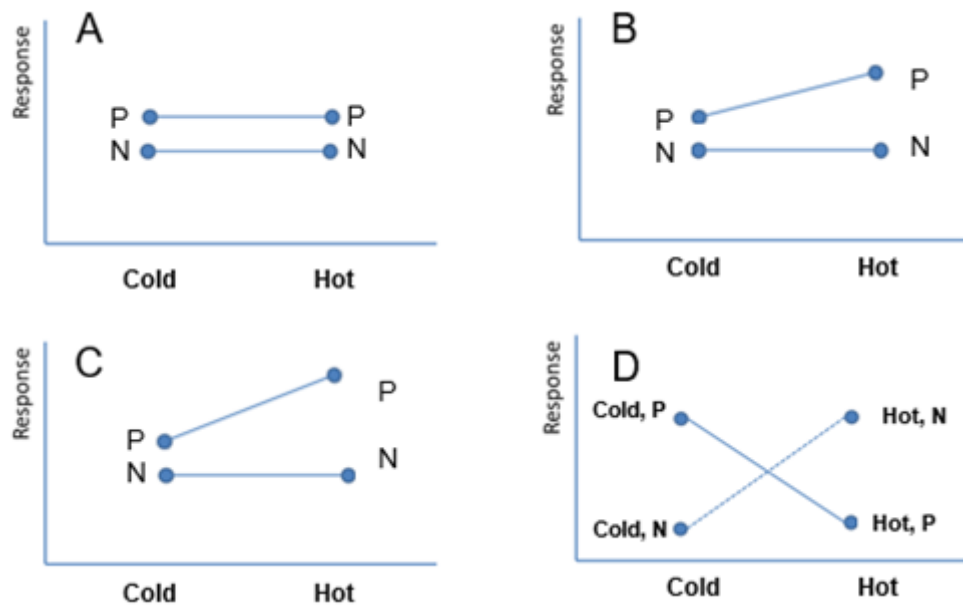 A
Response
P
P
N
N
Cold
Hot
B
Response
P
P
N
N
Cold
Hot
C
Response
P
P
N
N
Cold
Hot
D
Response
Cold, P
Hot, N
Cold, N
Hot, P
Cold
Hot